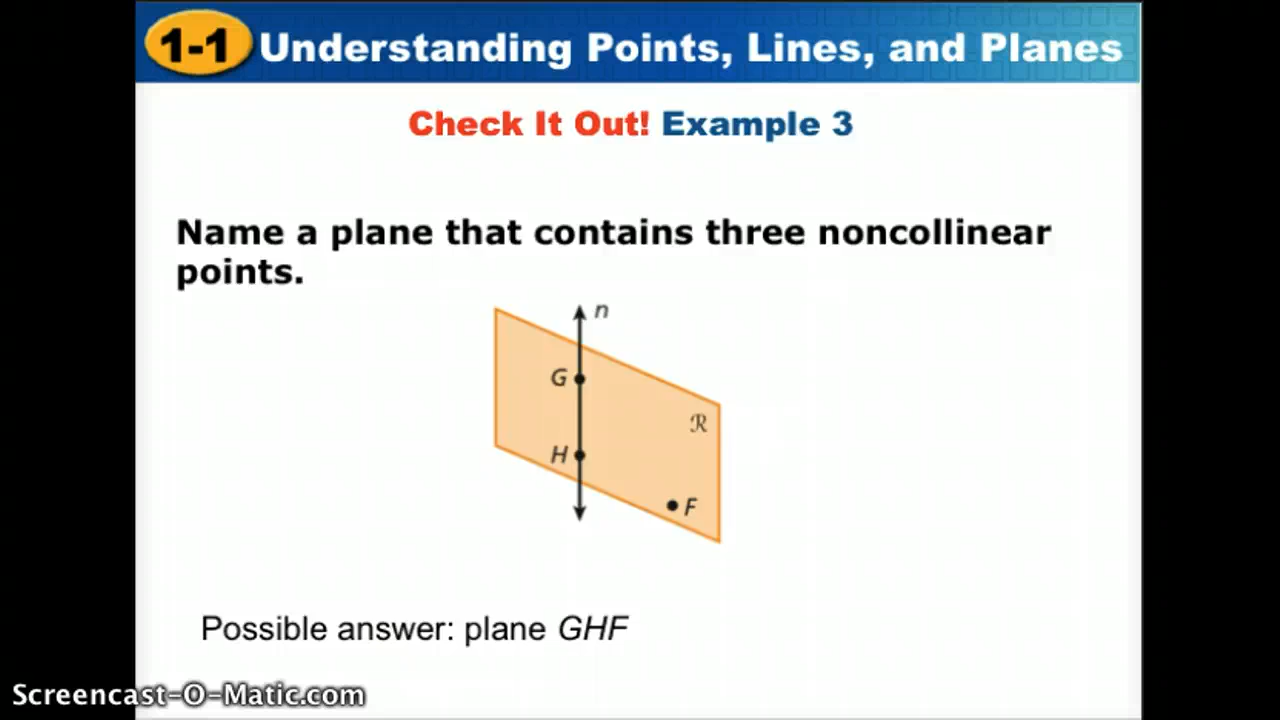 1-1 Understanding Points, Lines, and Planes
Check It Out! Example 3
Name a plane that contains three noncollinear
points.
n
G
ℛ
H
F
Possible answer: plane GHF
Screencast-O-Matic.com